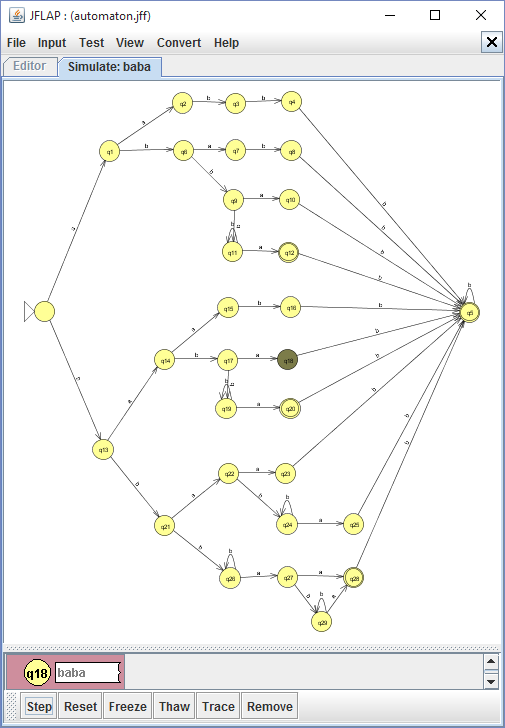 JFLAP : (automaton.jff)
File Input Test View Convert Help
Editor Simulate: baba
q2 b q3 b q4
a
q1 b q6 a q7 b q8
b
q9 a q10
b
q11 a q12
b
q15 b q16 b q5
a
q14 b q17 a q18
b
q19 a q20
q13
a
q22 a q23
a b
q21 b q24 a q25
b
q26 a q27 a q28
b
q29
q18 baba
Step Reset Freeze Thaw Trace Remove